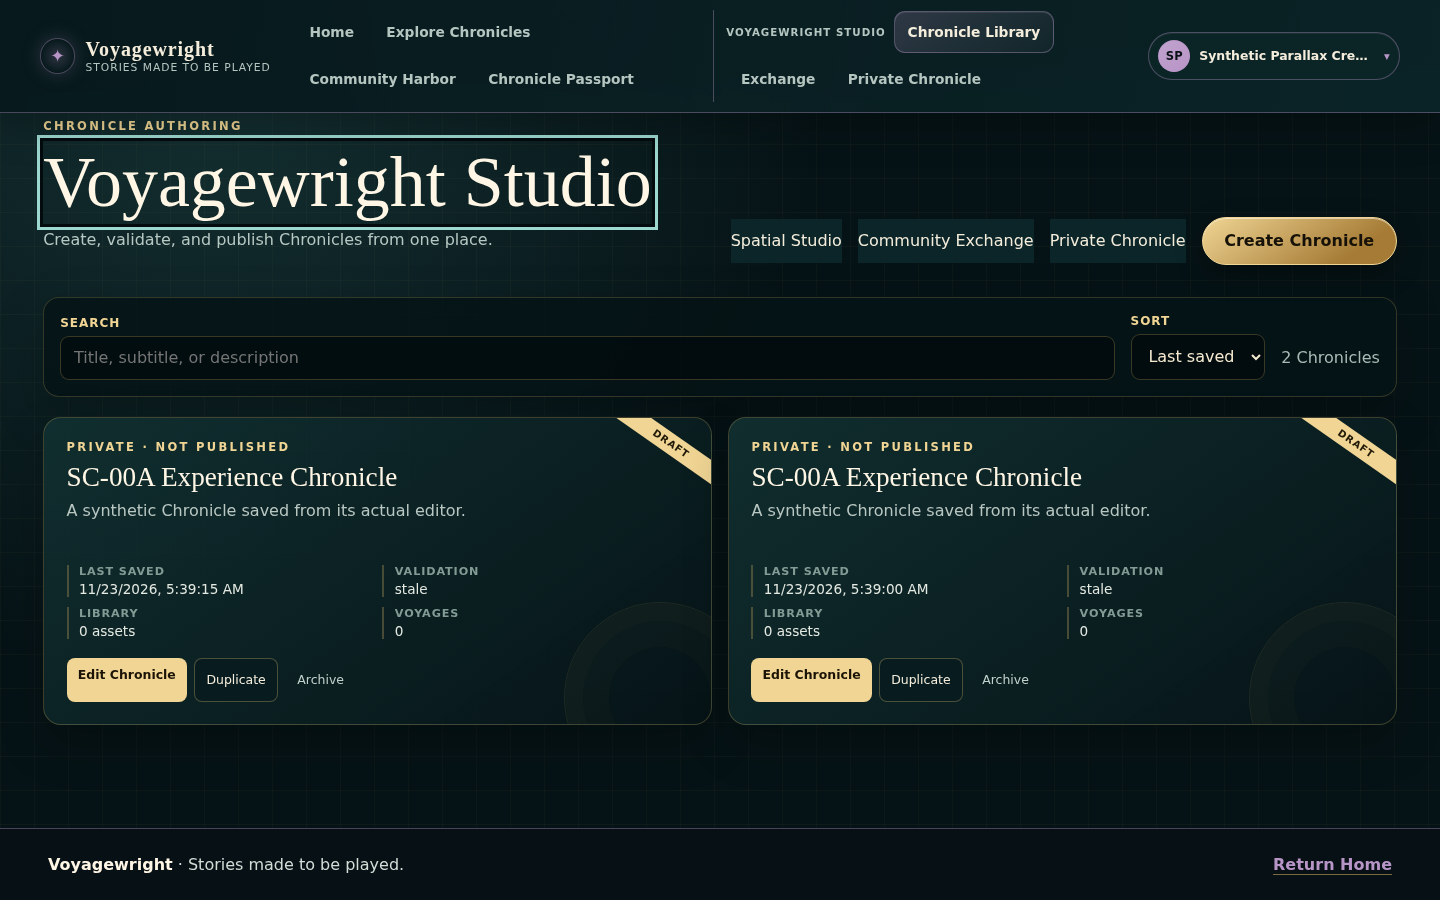 ✦
Voyagewright
STORIES MADE TO BE PLAYED
Home
Explore Chronicles
Community Harbor
Chronicle Passport
VOYAGEWRIGHT STUDIO
Chronicle Library
Exchange
Private Chronicle
SP
Synthetic Parallax Cre…
▾
CHRONICLE AUTHORING
Voyagewright Studio
Create, validate, and publish Chronicles from one place.
Spatial Studio
Community Exchange
Private Chronicle
Create Chronicle
SEARCH
Title, subtitle, or description
SORT
Last saved
2 Chronicles
DRAFT
PRIVATE · NOT PUBLISHED
SC-00A Experience Chronicle
A synthetic Chronicle saved from its actual editor.
LAST SAVED
11/23/2026, 5:39:15 AM
VALIDATION
stale
LIBRARY
0 assets
VOYAGES
0
Edit Chronicle
Duplicate
Archive
DRAFT
PRIVATE · NOT PUBLISHED
SC-00A Experience Chronicle
A synthetic Chronicle saved from its actual editor.
LAST SAVED
11/23/2026, 5:39:00 AM
VALIDATION
stale
LIBRARY
0 assets
VOYAGES
0
Edit Chronicle
Duplicate
Archive
Voyagewright · Stories made to be played.
Return Home